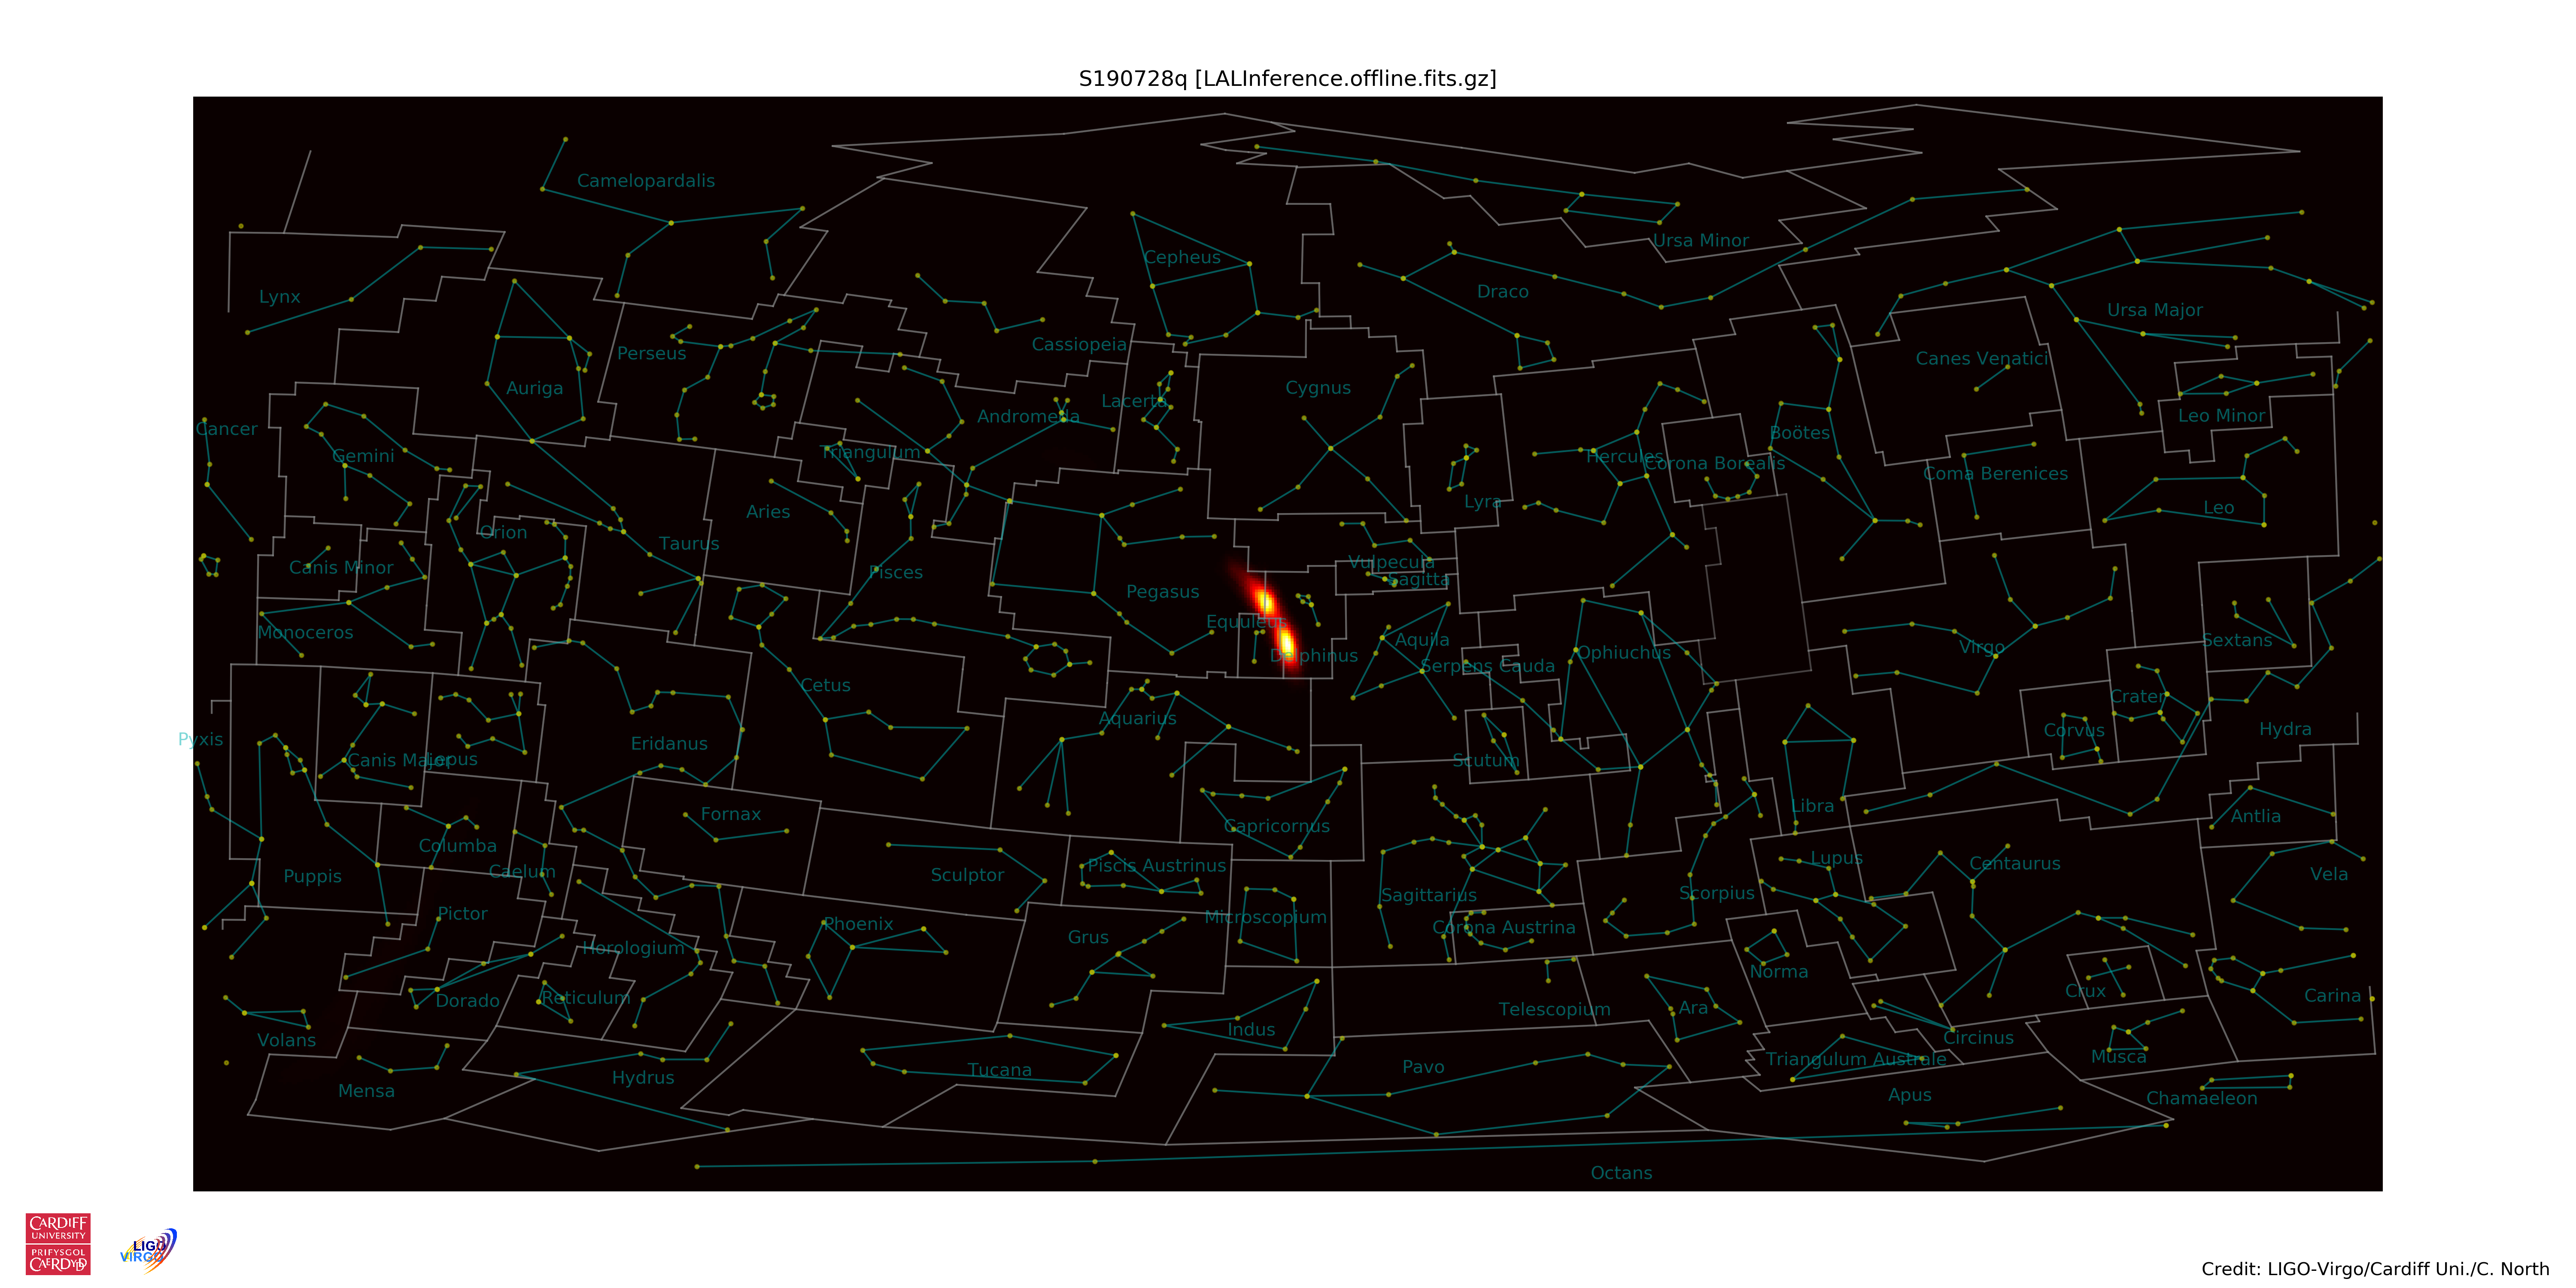 S190728q [LALInference.offline.fits.gz]
Camelopardalis
Ursa Minor
Cepheus
Draco
Lynx
Ursa Major
Cassiopeia
Perseus
Canes Venatici
Auriga
Cygnus
Lacerta
Andromeda
Leo Minor
Cancer
Boötes
Triangulum
Gemini
Hercules
Corona Borealis
Coma Berenices
Lyra
Leo
Aries
Orion
Taurus
Vulpecula
Canis Minor
Pisces
Sagitta
Pegasus
Equuleus
Monoceros
Aquila
Sextans
Virgo
Ophiuchus
Delphinus
Serpens Cauda
Cetus
Crater
Aquarius
Corvus
Hydra
Pyxis
Eridanus
Canis Major
Lepus
Scutum
Libra
Fornax
Antlia
Capricornus
Columba
Lupus
Centaurus
Piscis Austrinus
Caelum
Puppis
Sculptor
Vela
Sagittarius
Scorpius
Pictor
Microscopium
Phoenix
Corona Austrina
Grus
Horologium
Norma
Crux
Carina
Reticulum
Dorado
Telescopium
Ara
Indus
Volans
Circinus
Musca
Triangulum Australe
Pavo
Tucana
Hydrus
Mensa
Apus
Chamaeleon
Octans
CARDIFF
UNIVERSITY
PRIFYSGOL
CAERDYDD
LIGO
VIRGO
Credit: LIGO-Virgo/Cardiff Uni./C. North